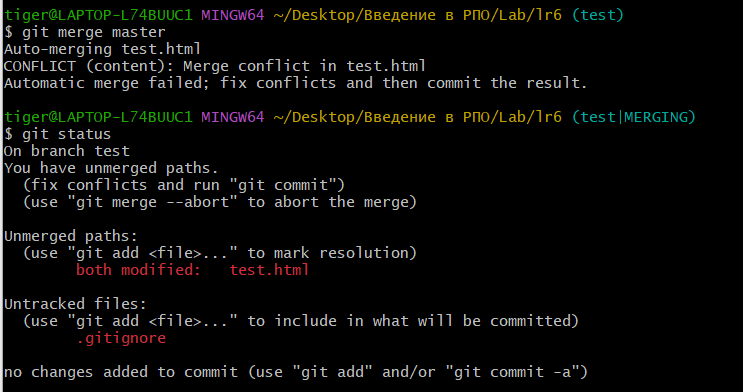 tiger@LAPTOP-L74BUUC1 MINGW64 ~/Desktop/Введение в РПО/Lab/lr6 (test)
$ git merge master
Auto-merging test.html
CONFLICT (content): Merge conflict in test.html
Automatic merge failed; fix conflicts and then commit the result.
tiger@LAPTOP-L74BUUC1 MINGW64 ~/Desktop/Введение в РПО/Lab/lr6 (test|MERGING)
$ git status
On branch test
You have unmerged paths.
  (fix conflicts and run "git commit")
  (use "git merge --abort" to abort the merge)
Unmerged paths:
  (use "git add <file>..." to mark resolution)
        both modified:   test.html
Untracked files:
  (use "git add <file>..." to include in what will be committed)
        .gitignore
no changes added to commit (use "git add" and/or "git commit -a")